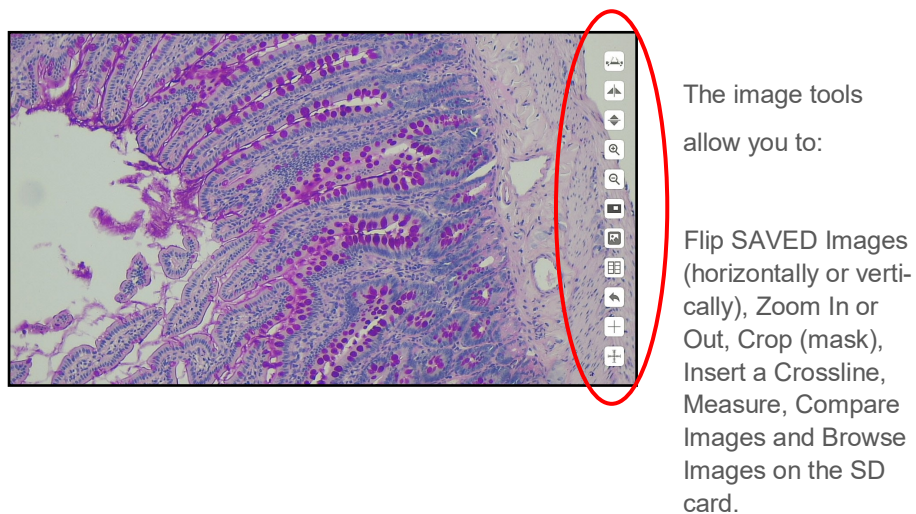 The image tools
allow you to:
Flip SAVED Images
(horizontally or verti-
cally), Zoom In or
Out, Crop (mask),
Insert a Crossline,
Measure, Compare
Images and Browse
Images on the SD
card.